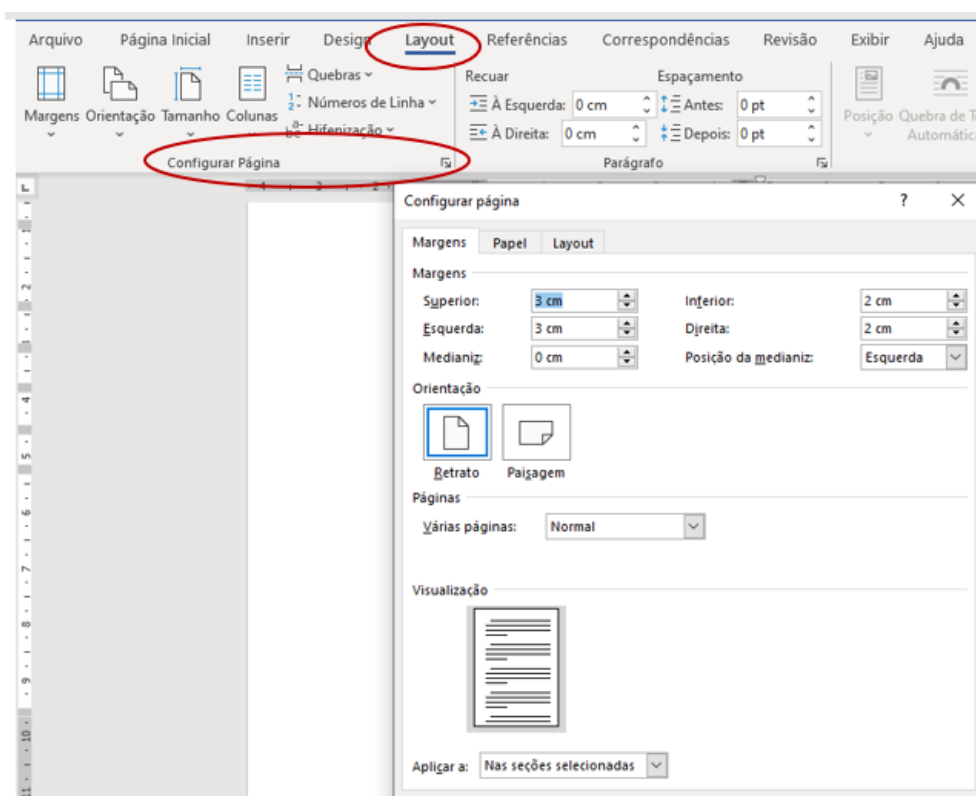 Arquivo Página Inicial Inserir Design Layout Referências Correspondências Revisão Exibir Ajuda
Margens Orientação Tamanho Colunas
Quebras
Números de Linha
Hifenização
Configurar Página
Recuar Espaçamento
À Esquerda: 0 cm Antes: 0 pt
À Direita: 0 cm Depois: 0 pt
Parágrafo
Posição Quebra de
Configurar página ? ×
Margens Papel Layout
Margens
Superior: 3 cm Inferior: 2 cm
Esquerda: 3 cm Direita: 2 cm
Medianiz: 0 cm Posição da medianiz: Esquerda
Orientação
Retrato Paisagem
Páginas
Várias páginas: Normal
Visualização
Aplicar a: Nas seções selecionadas